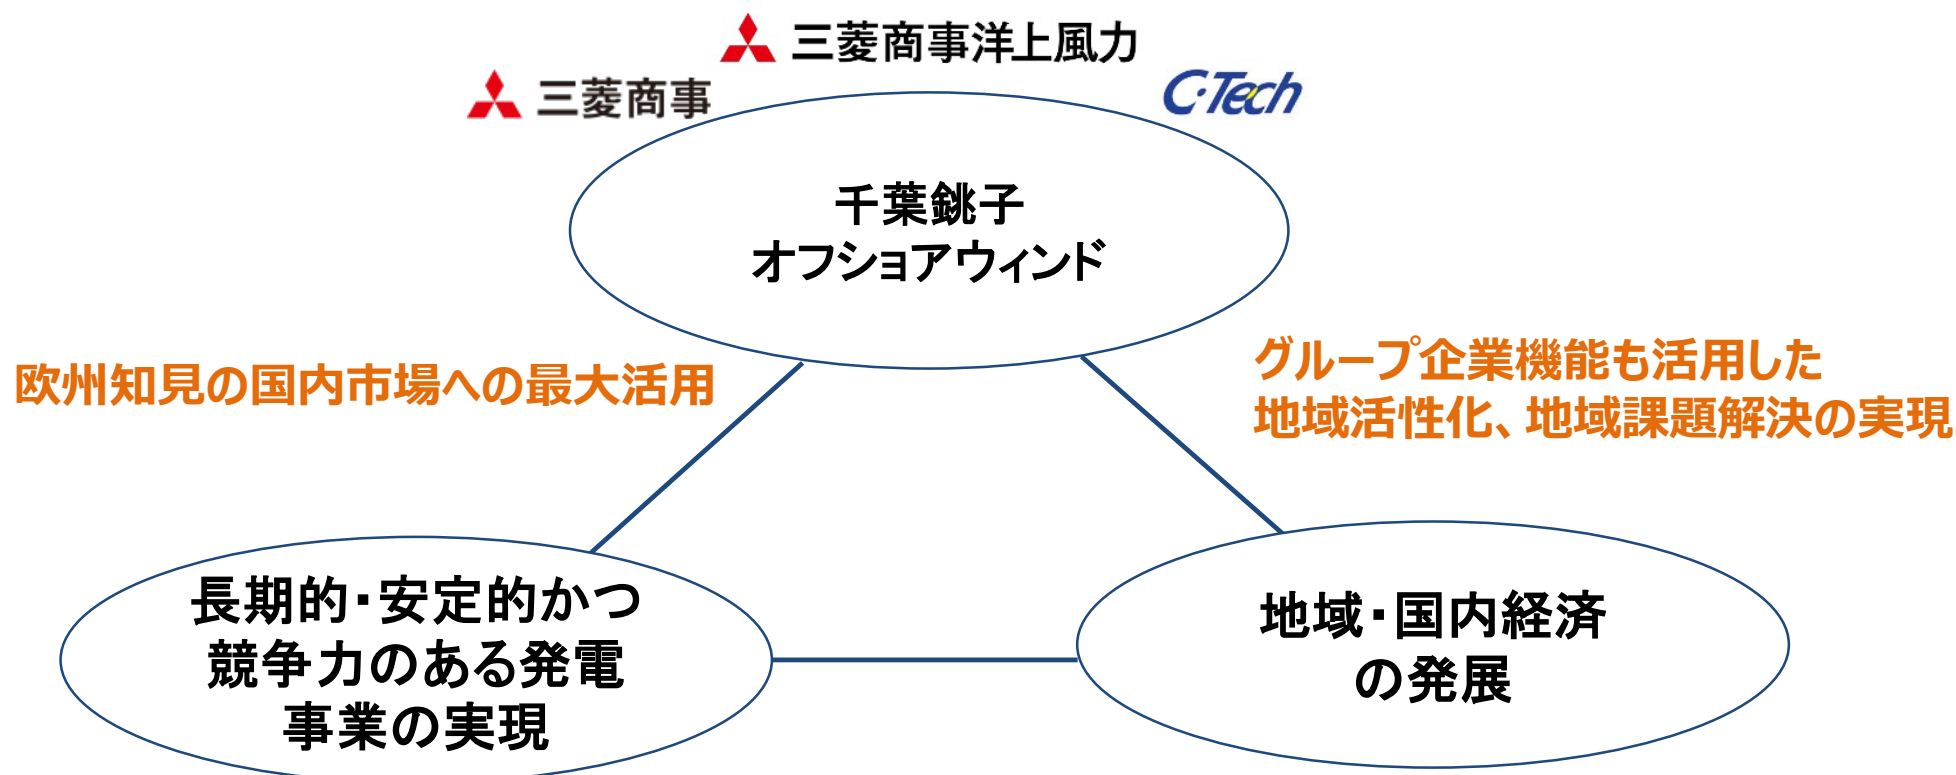 三菱商事洋上風力
三菱商事
C·Tech
千葉銚子
オフショアウィンド
欧州知見の国内市場への最大活用
グループ企業機能も活用した
地域活性化、地域課題解決の実現
長期的・安定的かつ
競争力のある発電
事業の実現
地域・国内経済
の発展